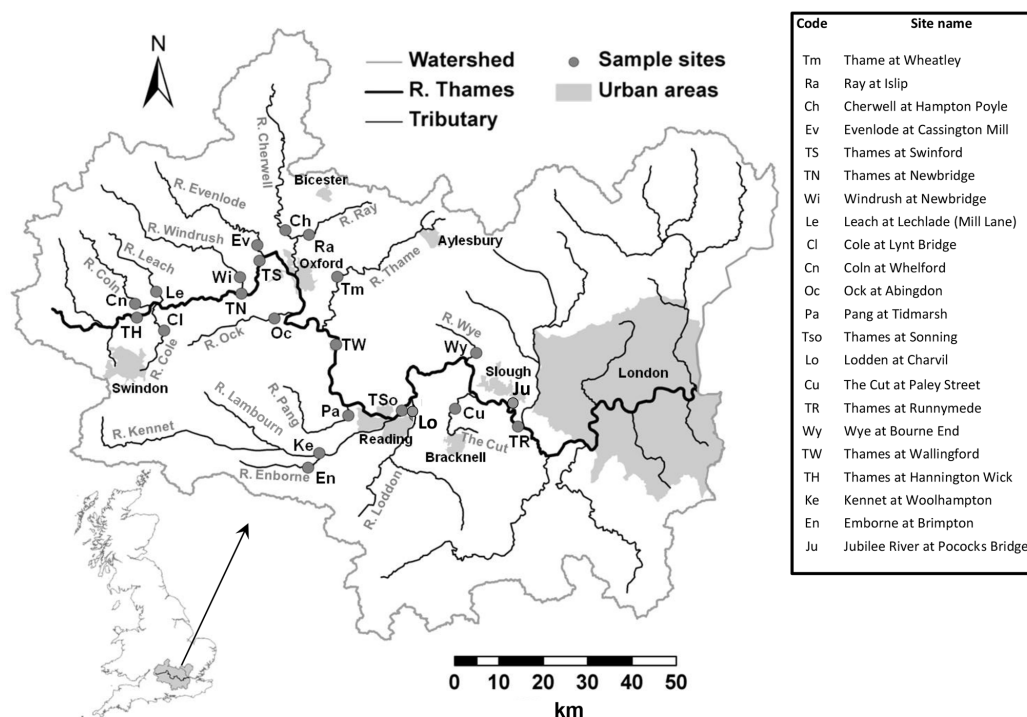 N
Watershed
R. Thames
Tributary
Sample sites
Urban areas
R. Cherwell
Bicester
R. Evenlode
Ch
R. Ray
Ra
R. Windrush
Ev
Oxford
Aylesbury
R. Thame
R. Leach
TS
R. Coln
Wi
Tm
Le
Cn
TN
TH
Cl
Oc
R. Ock
R. Cole
TW
R. Wye
Wy
Swindon
Slough
London
Ju
R. Pang
R. Lambourn
TSo
Pa
Lo
Cu
R. Kennet
Reading
TR
The Cut
Ke
Bracknell
R. Enborne
En
R. Loddon
0 10 20 30 40 50
km
Code Site name
Tm Thame at Wheatley
Ra Ray at Islip
Ch Cherwell at Hampton Poyle
Ev Evenlode at Cassington Mill
TS Thames at Swinford
TN Thames at Newbridge
Wi Windrush at Newbridge
Le Leach at Lechlade (Mill Lane)
Cl Cole at Lynt Bridge
Cn Coln at Whelford
Oc Ock at Abingdon
Pa Pang at Tidmarsh
Tso Thames at Sonning
Lo Lodden at Charvil
Cu The Cut at Paley Street
TR Thames at Runnymede
Wy Wye at Bourne End
TW Thames at Wallingford
TH Thames at Hannington Wick
Ke Kennet at Woolhampton
En Emborne at Brimpton
Ju Jubilee River at Pococks Bridge